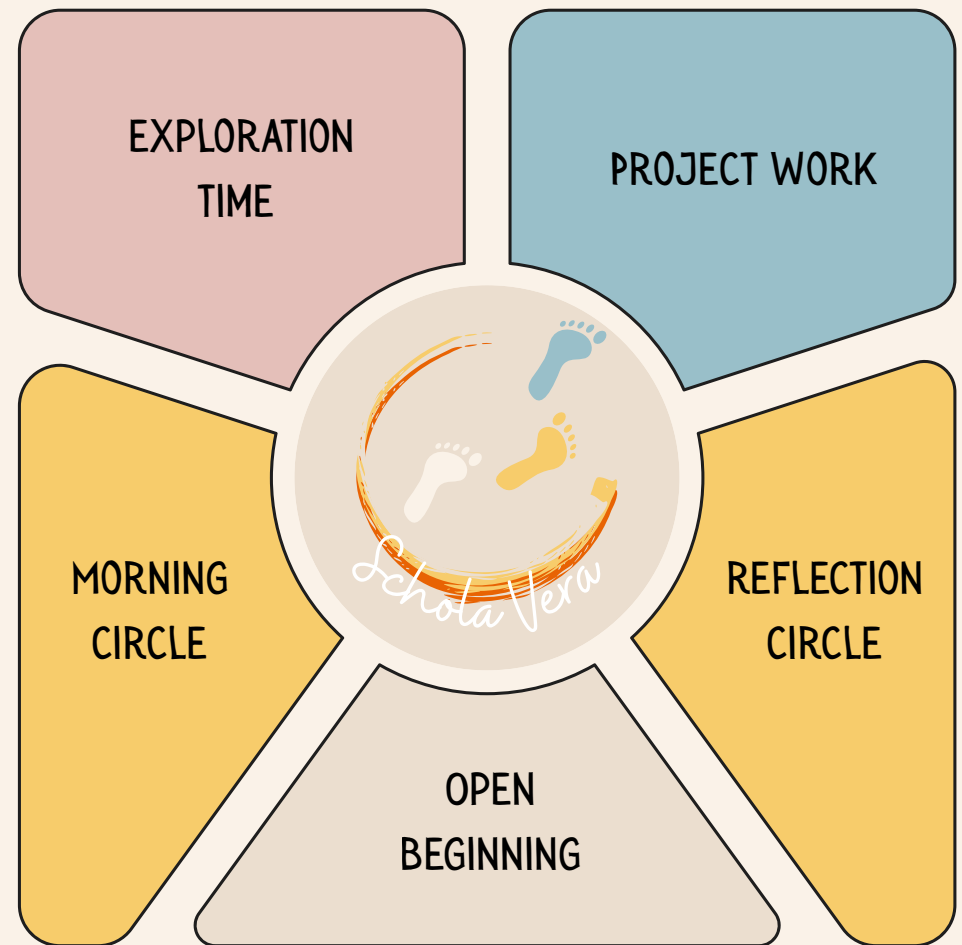 EXPLORATION
TIME
PROJECT WORK
MORNING
CIRCLE
REFLECTION
CIRCLE
Schola Vera
OPEN
BEGINNING